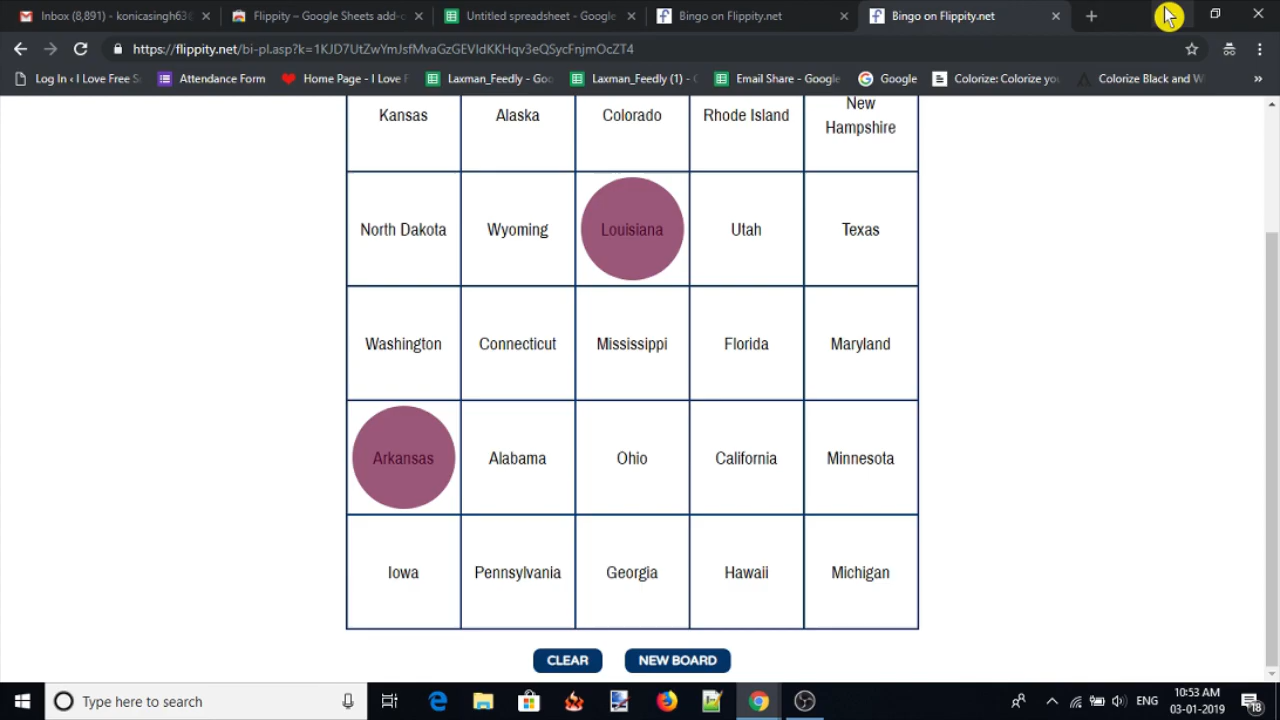 Inbox (8,891) - konicasingh63
Flippity – Google Sheets add-
Untitled spreadsheet - Google
Bingo on Flippity.net
Bingo on Flippity.net
https://flippity.net/bi-pl.asp?k=1KJD7UtZwYmJsfMvaGzGEVIdKKHqv3eQSycFnjmOcZT4
Log In ‹ I Love Free S
Attendance Form
Home Page - I Love F
Laxman_Feedly - Goo
Laxman_Feedly (1) - G
Email Share - Google
Google
Colorize: Colorize you
Colorize Black and W
»
Kansas
Alaska
Colorado
Rhode Island
New
Hampshire
North Dakota
Wyoming
Louisiana
Utah
Texas
Washington
Connecticut
Mississippi
Florida
Maryland
Arkansas
Alabama
Ohio
California
Minnesota
Iowa
Pennsylvania
Georgia
Hawaii
Michigan
CLEAR
NEW BOARD
Type here to search
ENG
10:53 AM
03-01-2019
18